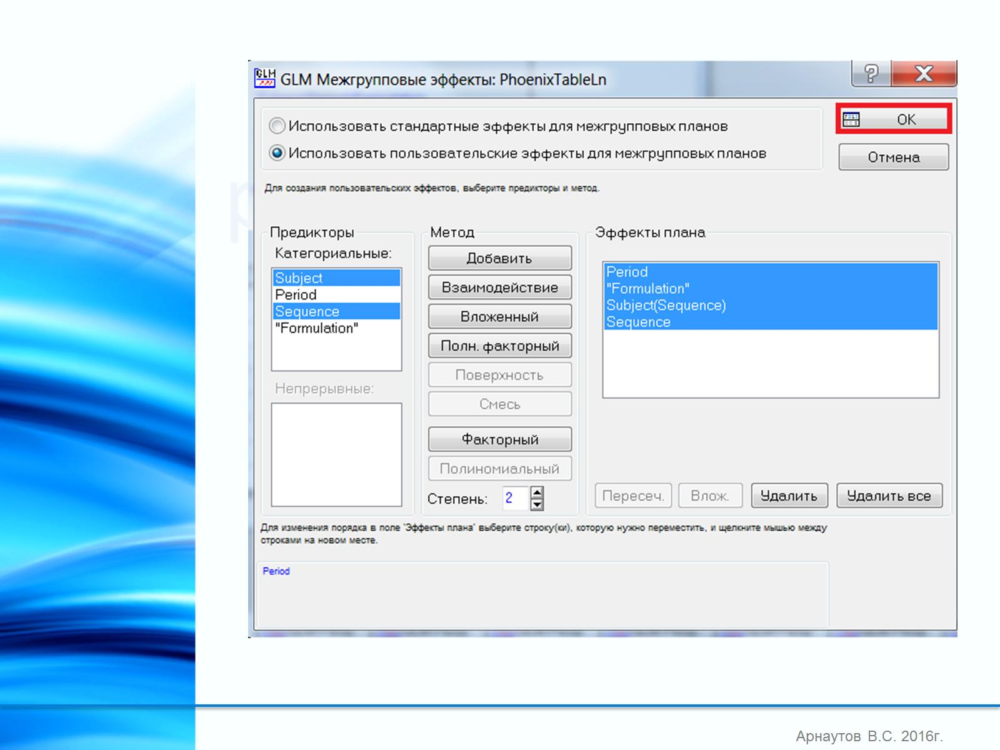 GLM
GLM Межгрупповые эффекты: PhoenixTableLn
?
X
Использовать стандартные эффекты для межгрупповых планов
Использовать пользовательские эффекты для межгрупповых планов
OK
Отмена
Для создания пользовательских эффектов, выберите предикторы и метод.
Предикторы
Категориальные:
Subject
Period
Sequence
"Formulation"
Непрерывные:
Метод
Добавить
Взаимодействие
Вложенный
Полн. факторный
Поверхность
Смесь
Факторный
Полиномиальный
Степень: 2
Эффекты плана
Period
"Formulation"
Subject(Sequence)
Sequence
Пересеч. Влож. Удалить Удалить все
Для изменения порядка в поле 'Эффекты плана' выберите строку(ки), которую нужно переместить, и щелкните мышью между
строками на новом месте.
Period
Арнаутов В.С. 2016г.